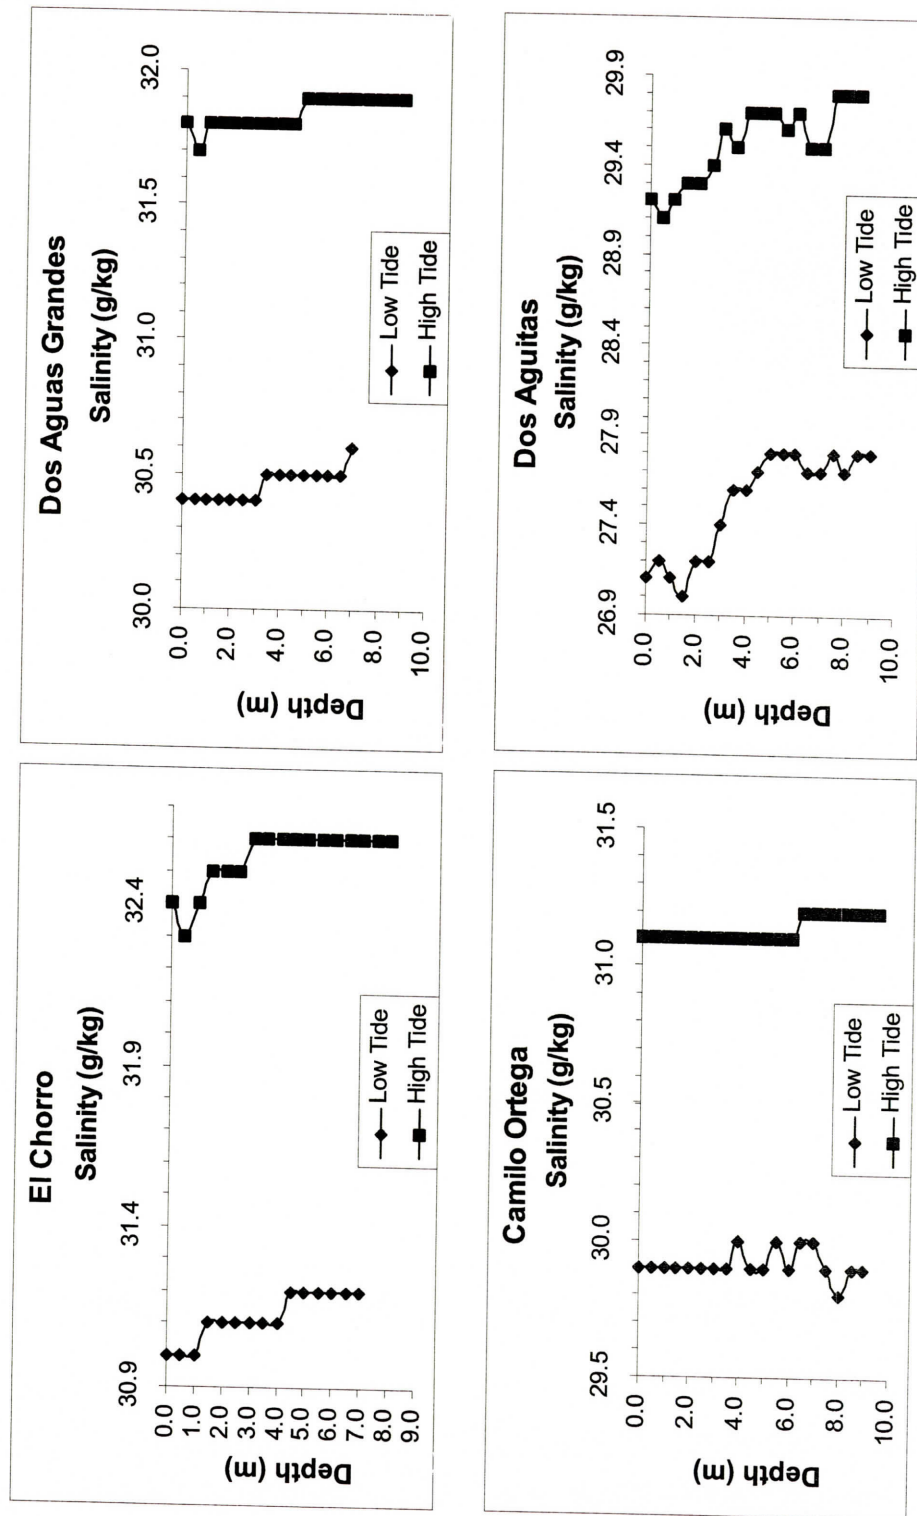 El Chorro
Salinity (g/kg)
30.9 31.4 31.9 32.4
0.0
1.0
2.0
3.0
4.0
5.0
6.0
7.0
8.0
9.0
Depth (m)
Low Tide
High Tide
Dos Aguas Grandes
Salinity (g/kg)
30.0 30.5 31.0 31.5 32.0
0.0
2.0
4.0
6.0
8.0
10.0
Depth (m)
Low Tide
High Tide
Camilo Ortega
Salinity (g/kg)
29.5 30.0 30.5 31.0 31.5
0.0
2.0
4.0
6.0
8.0
10.0
Depth (m)
Low Tide
High Tide
Dos Aguitas
Salinity (g/kg)
26.9 27.4 27.9 28.4 28.9 29.4 29.9
0.0
2.0
4.0
6.0
8.0
10.0
Depth (m)
Low Tide
High Tide